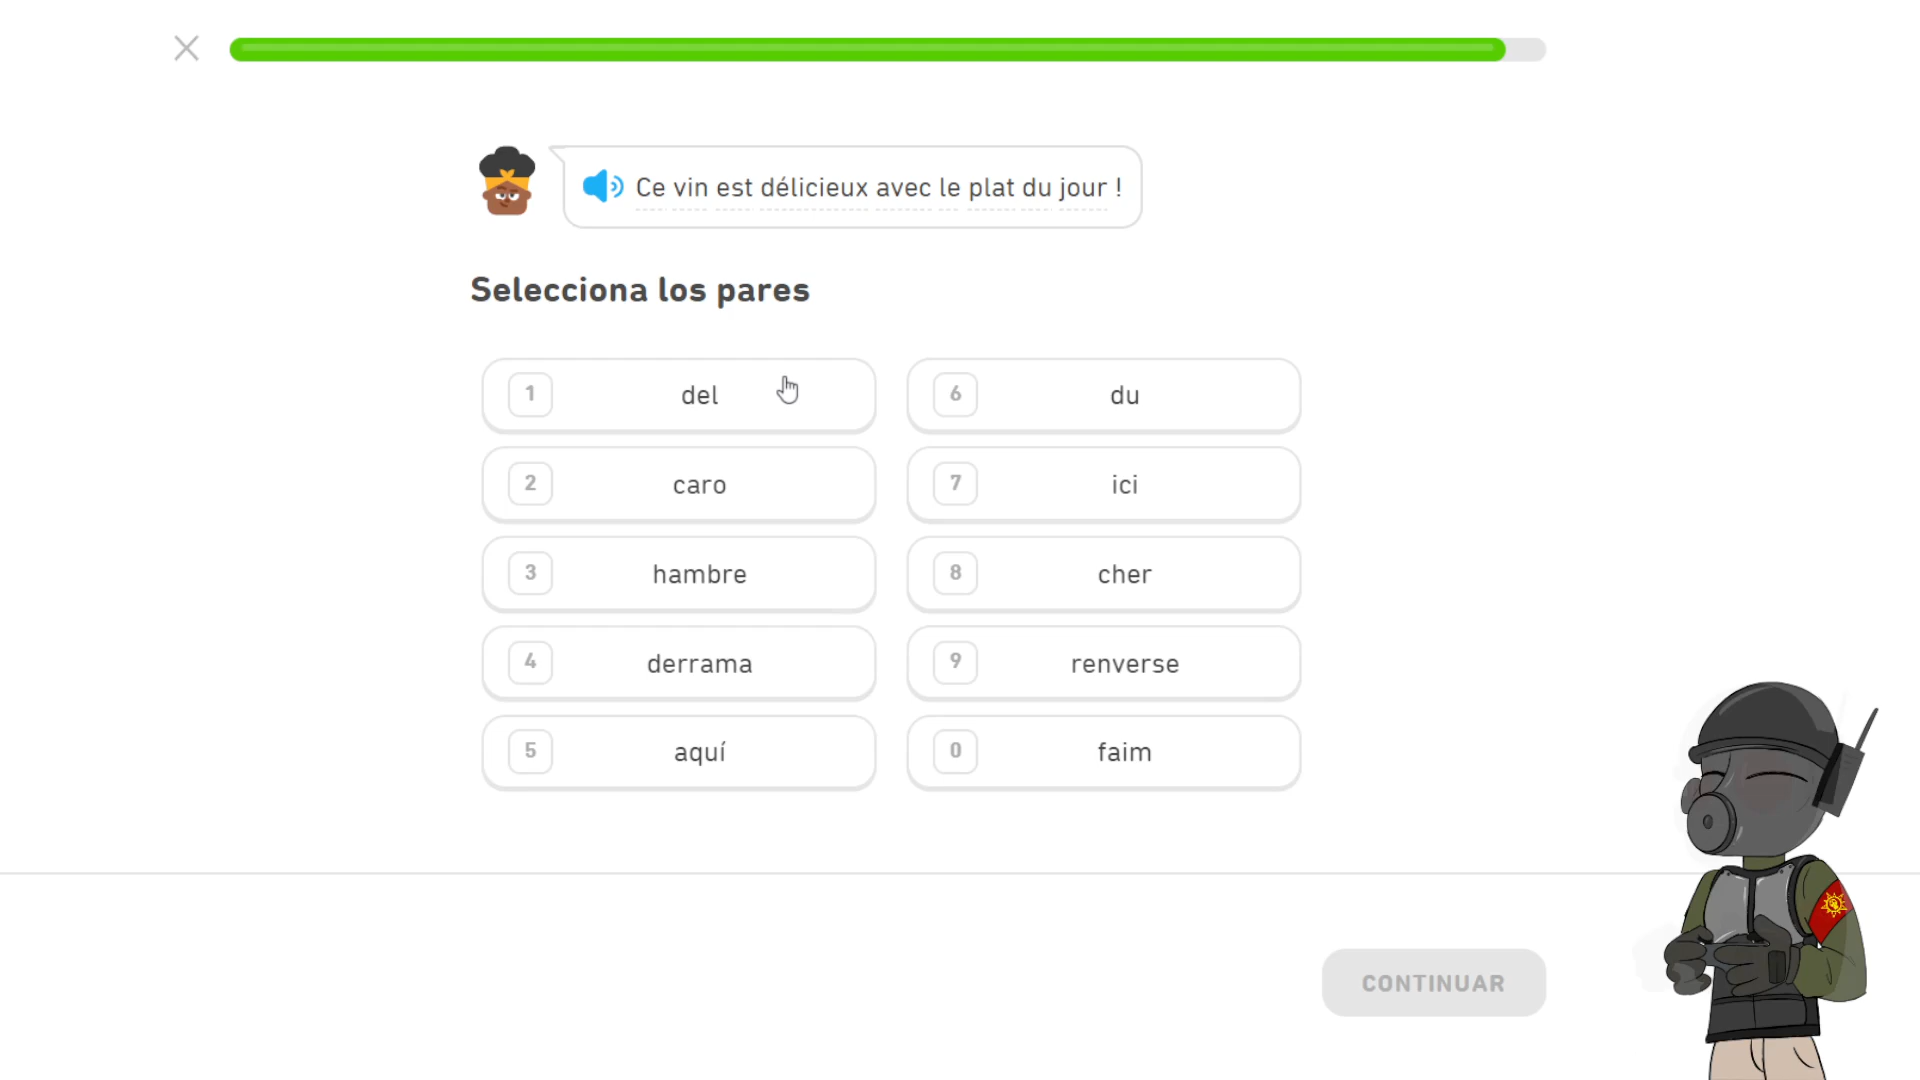 Ce vin est délicieux avec le plat du jour !
Selecciona los pares
1 del
6 du
2 caro
7 ici
3 hambre
8 cher
4 derrama
9 renverse
5 aquí
0 faim
CONTINUAR